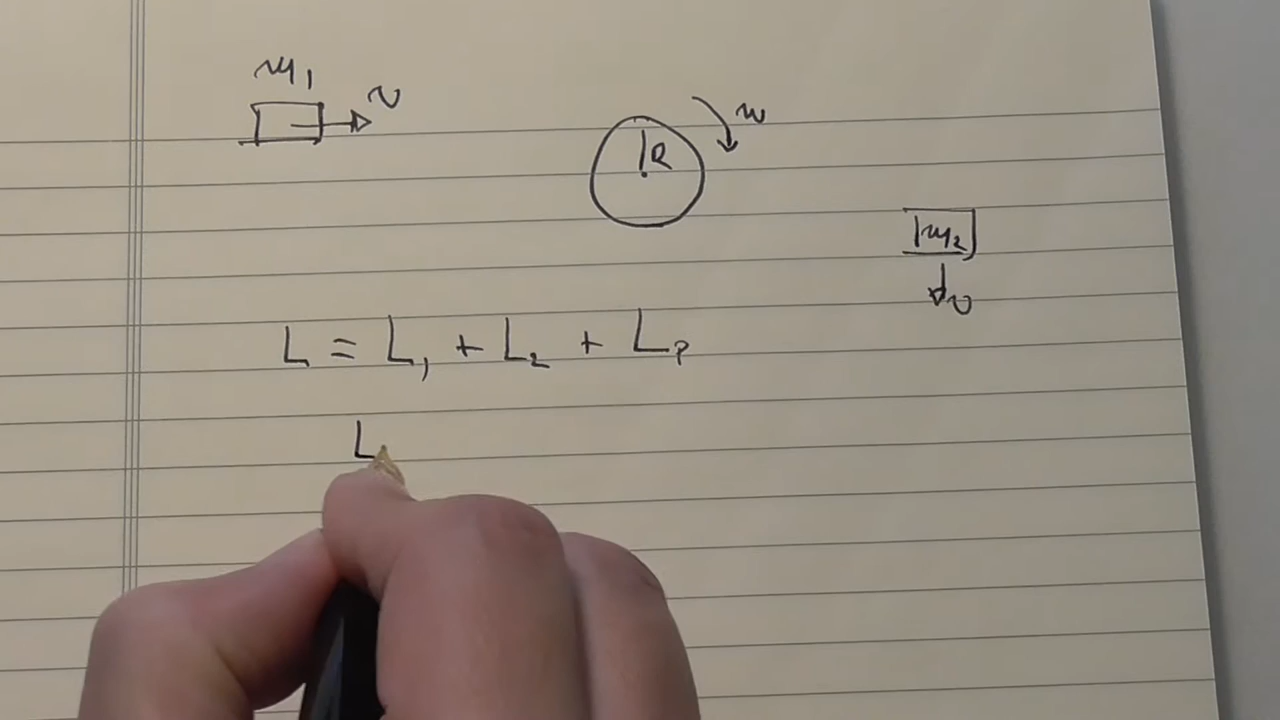 m₁
v
R
ω
m₂
v
L = L₁ + L₂ + Lₚ
L